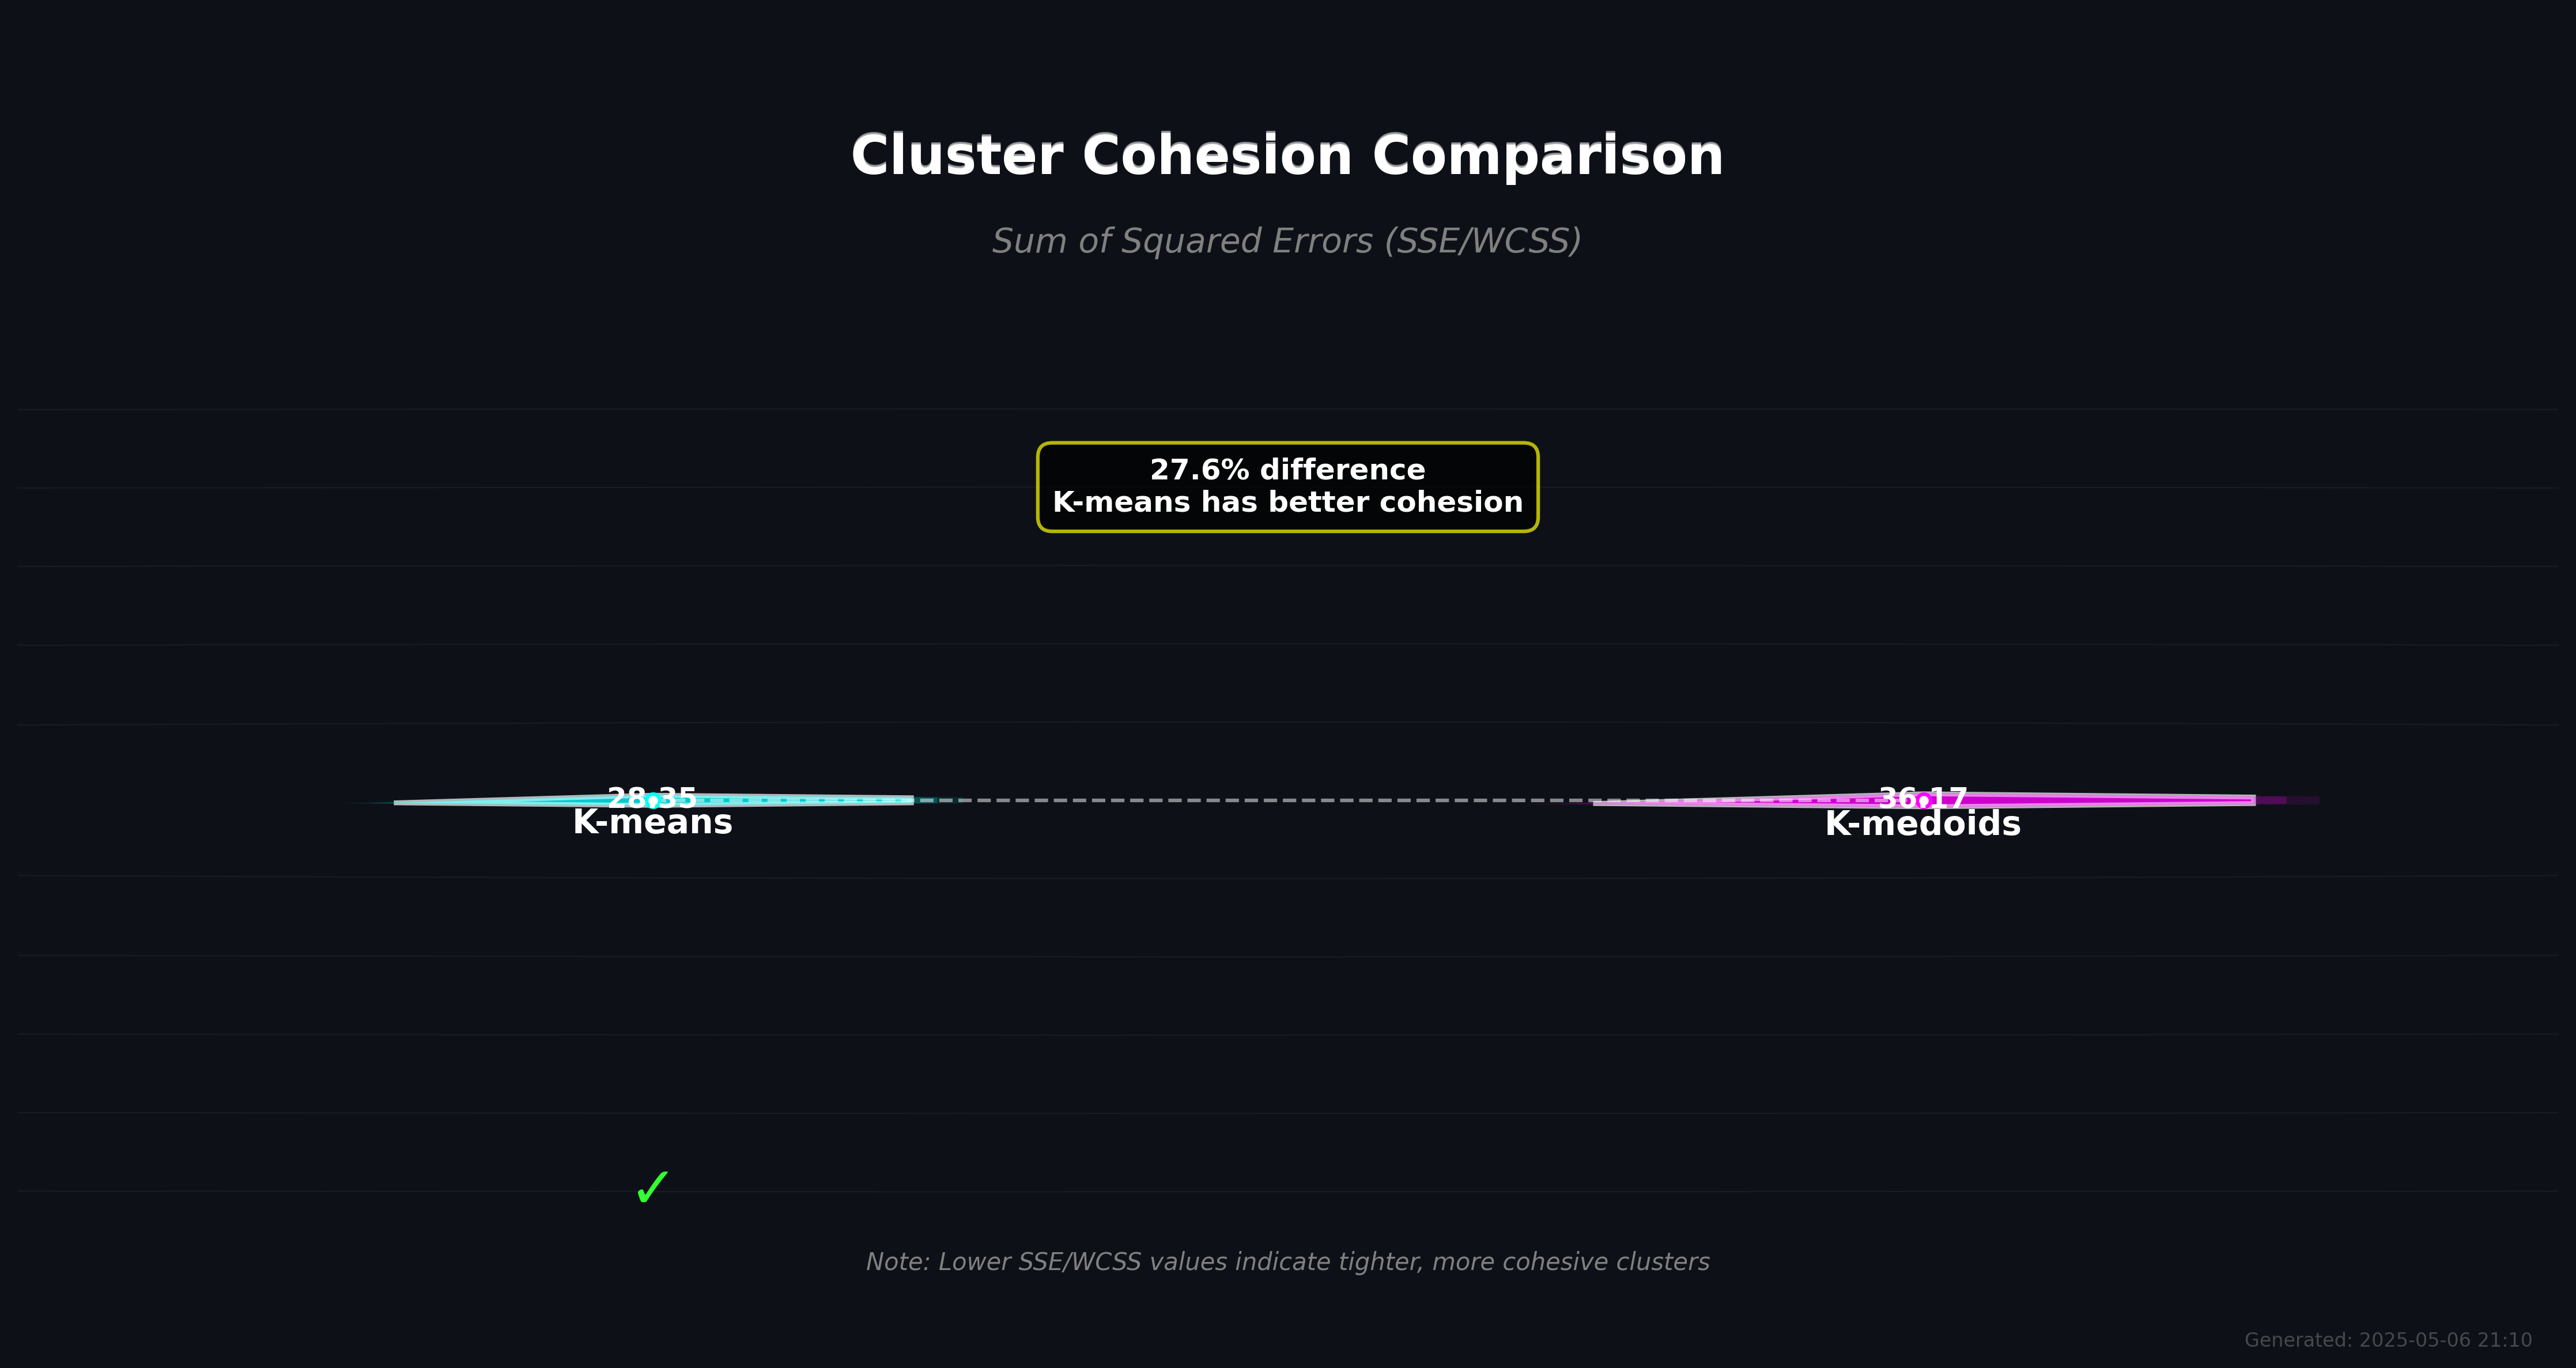 Cluster Cohesion Comparison
Sum of Squared Errors (SSE/WCSS)
27.6% difference
K-means has better cohesion
28.35
36.17
K-means
K-medoids
✓
Note: Lower SSE/WCSS values indicate tighter, more cohesive clusters
Generated: 2025-05-06 21:10